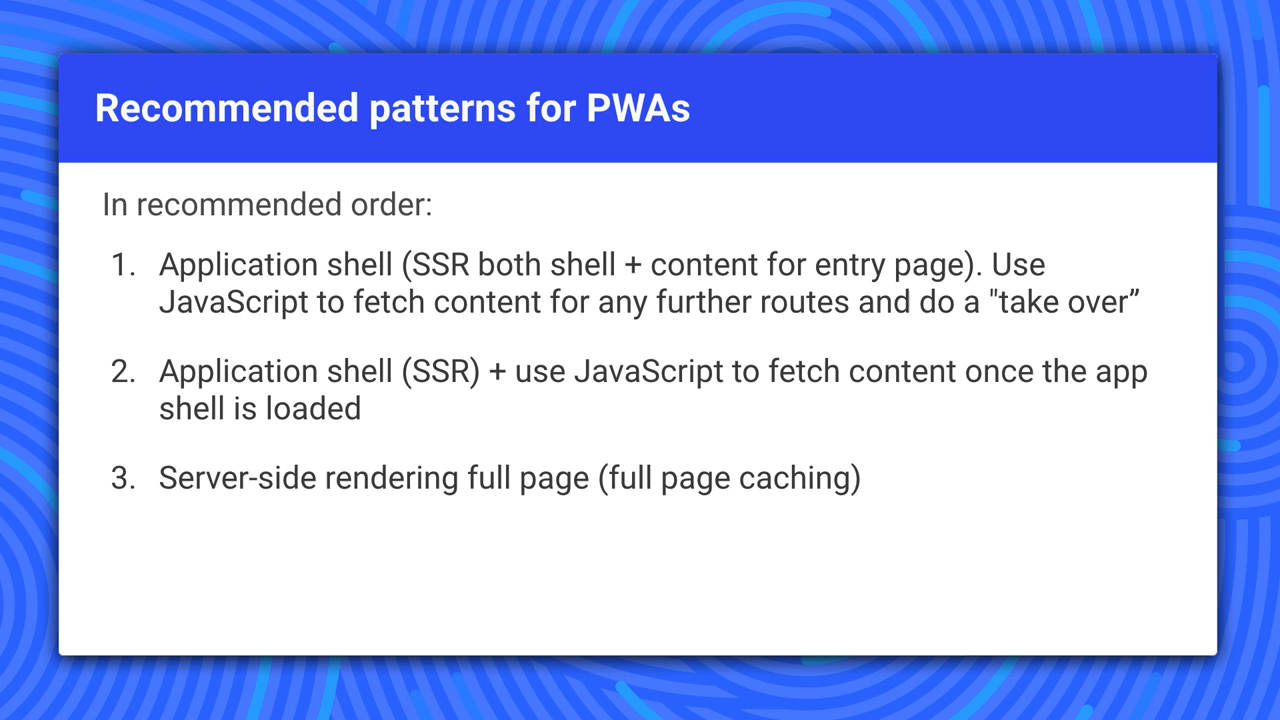 Recommended patterns for PWAs
In recommended order:
1. Application shell (SSR both shell + content for entry page). Use
JavaScript to fetch content for any further routes and do a "take over”
2. Application shell (SSR) + use JavaScript to fetch content once the app
shell is loaded
3. Server-side rendering full page (full page caching)